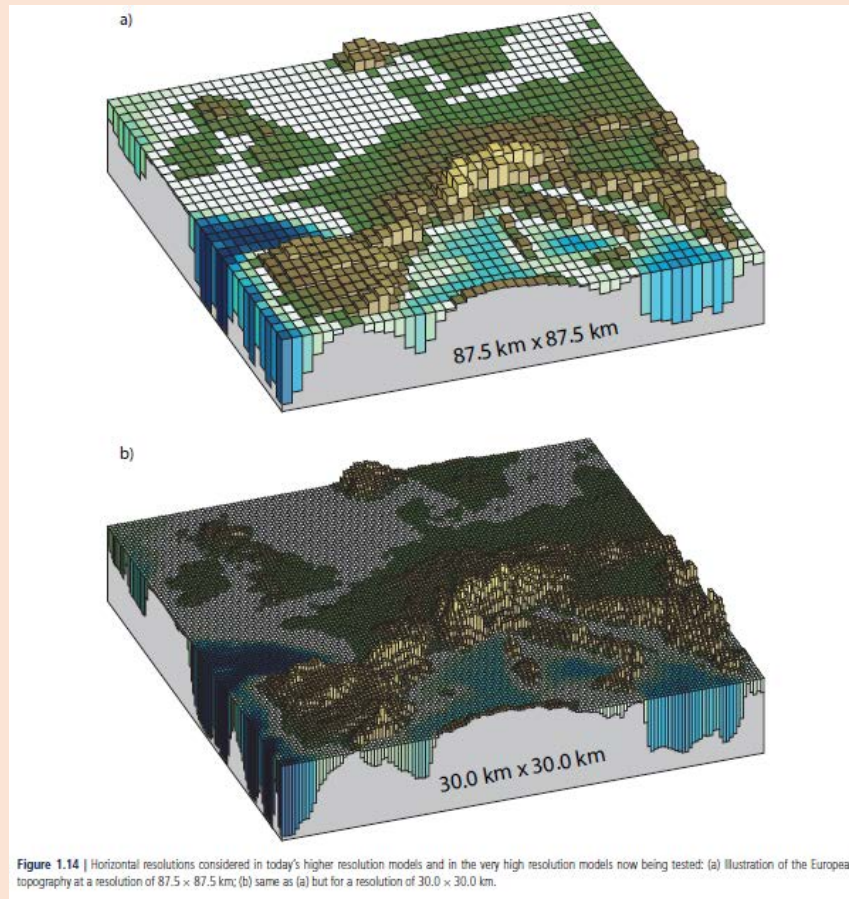 a)
87.5 km x 87.5 km
b)
30.0 km x 30.0 km
Figure 1.14 | Horizontal resolutions considered in today's higher resolution models and in the very high resolution models now being tested: (a) Illustration of the European
topography at a resolution of 87.5 × 87.5 km; (b) same as (a) but for a resolution of 30.0 × 30.0 km.